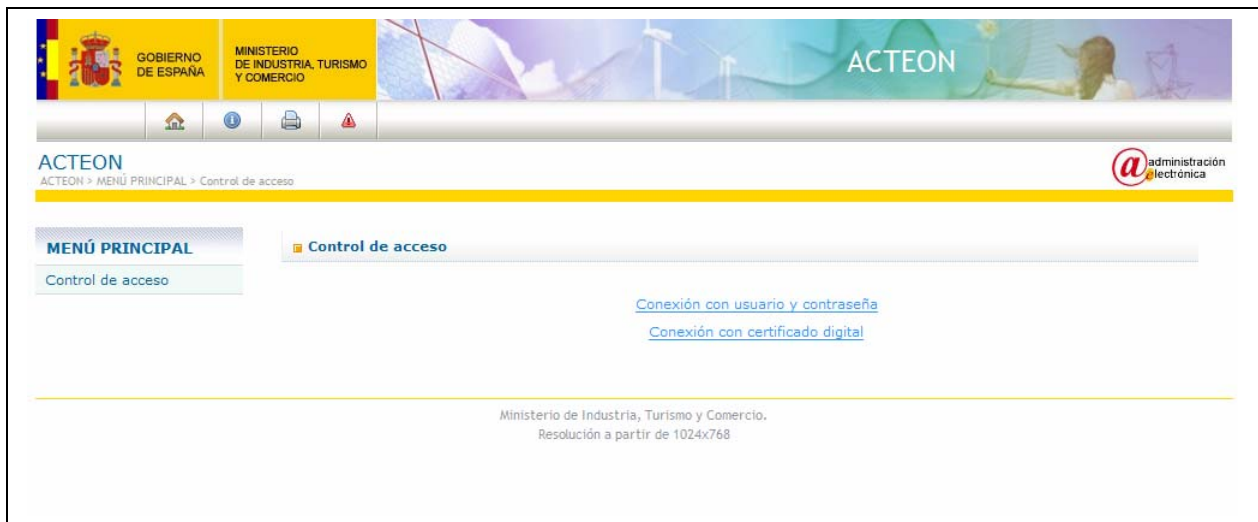 GOBIERNO
DE ESPAÑA
MINISTERIO
DE INDUSTRIA, TURISMO
Y COMERCIO
ACTEON
ACTEON
ACTEON > MENÚ PRINCIPAL > Control de acceso
administración
electrónica
MENÚ PRINCIPAL
Control de acceso
Control de acceso
Conexión con usuario y contraseña
Conexión con certificado digital
Ministerio de Industria, Turismo y Comercio.
Resolución a partir de 1024x768